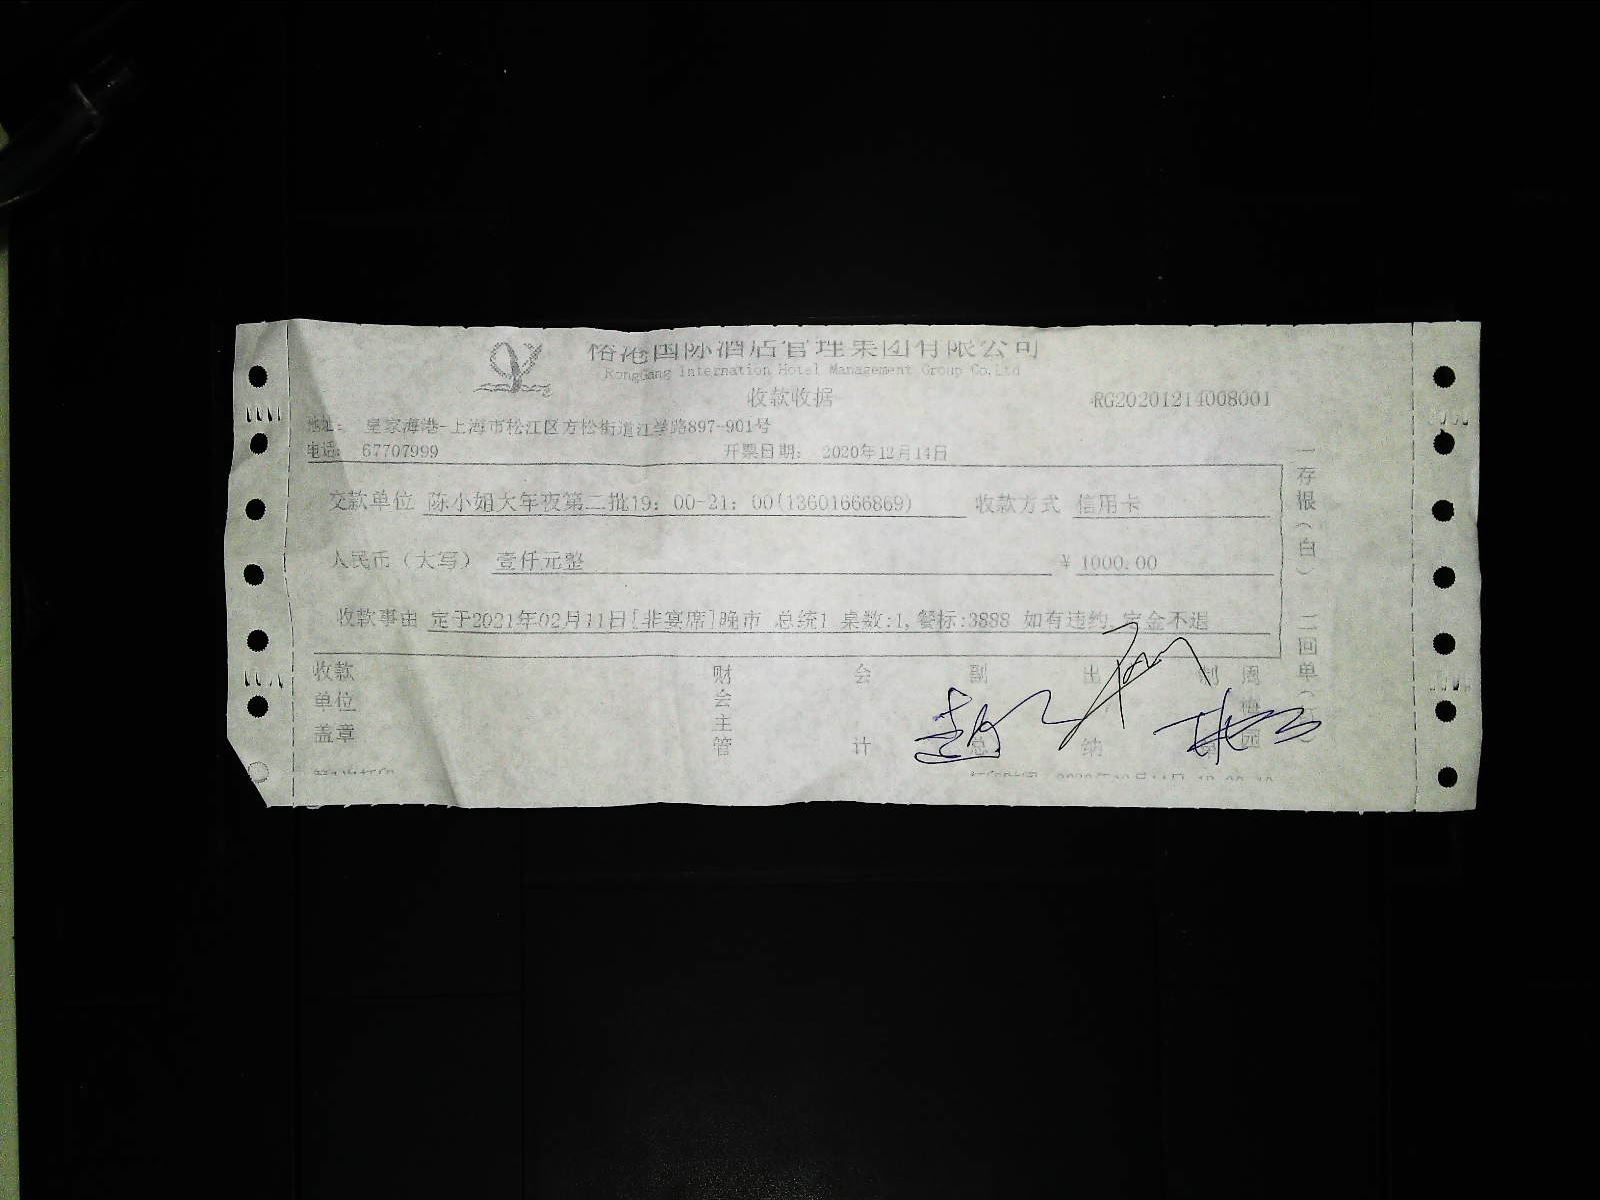 榕港国际酒店管理集团有限公司
RongGang Internation Hotel Management Group Co,Ltd
收款收据
RG20201214008001
地址： 皇家海港-上海市松江区方松街道江学路897-901号
电话： 67707999 开票日期： 2020年12月14日
交款单位 陈小姐大年夜第二批19：00-21：00(13601666869) 收款方式 信用卡
人民币（大写） 壹仟元整 ￥ 1000.00
收款事由 定于2021年02月11日[非宴席]晚市 总统1 桌数:1,餐标:3888 如有违约,定金不退
收款单位盖章
财会主管
会计
副总
出纳
制单
周
园
一存根（白） 二回单（